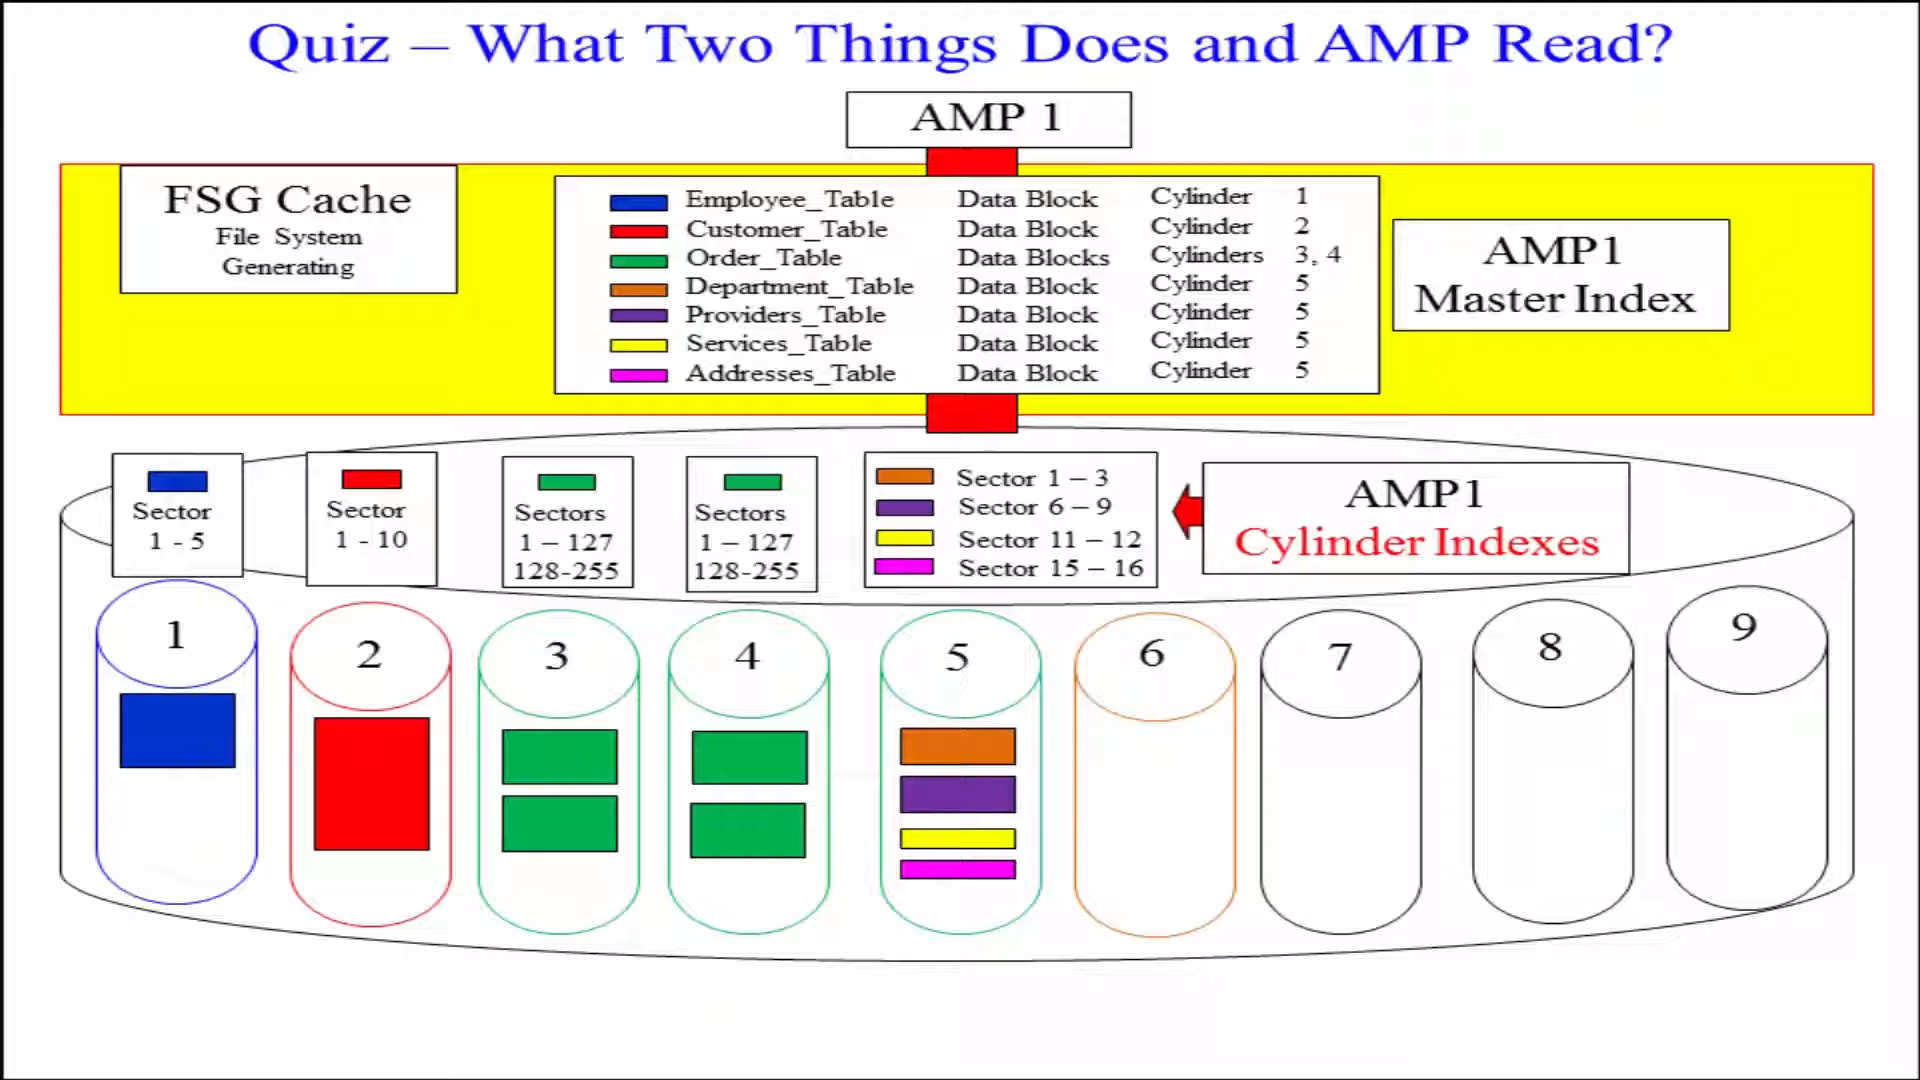 Quiz – What Two Things Does and AMP Read?
AMP 1
FSG Cache
File System
Generating
Employee_Table Data Block Cylinder 1
Customer_Table Data Block Cylinder 2
Order_Table Data Blocks Cylinders 3, 4
Department_Table Data Block Cylinder 5
Providers_Table Data Block Cylinder 5
Services_Table Data Block Cylinder 5
Addresses_Table Data Block Cylinder 5
AMP1
Master Index
Sector
1 - 5
Sector
1 - 10
Sectors
1 – 127
128-255
Sectors
1 – 127
128-255
Sector 1 – 3
Sector 6 – 9
Sector 11 – 12
Sector 15 – 16
AMP1
Cylinder Indexes
1
2
3
4
5
6
7
8
9